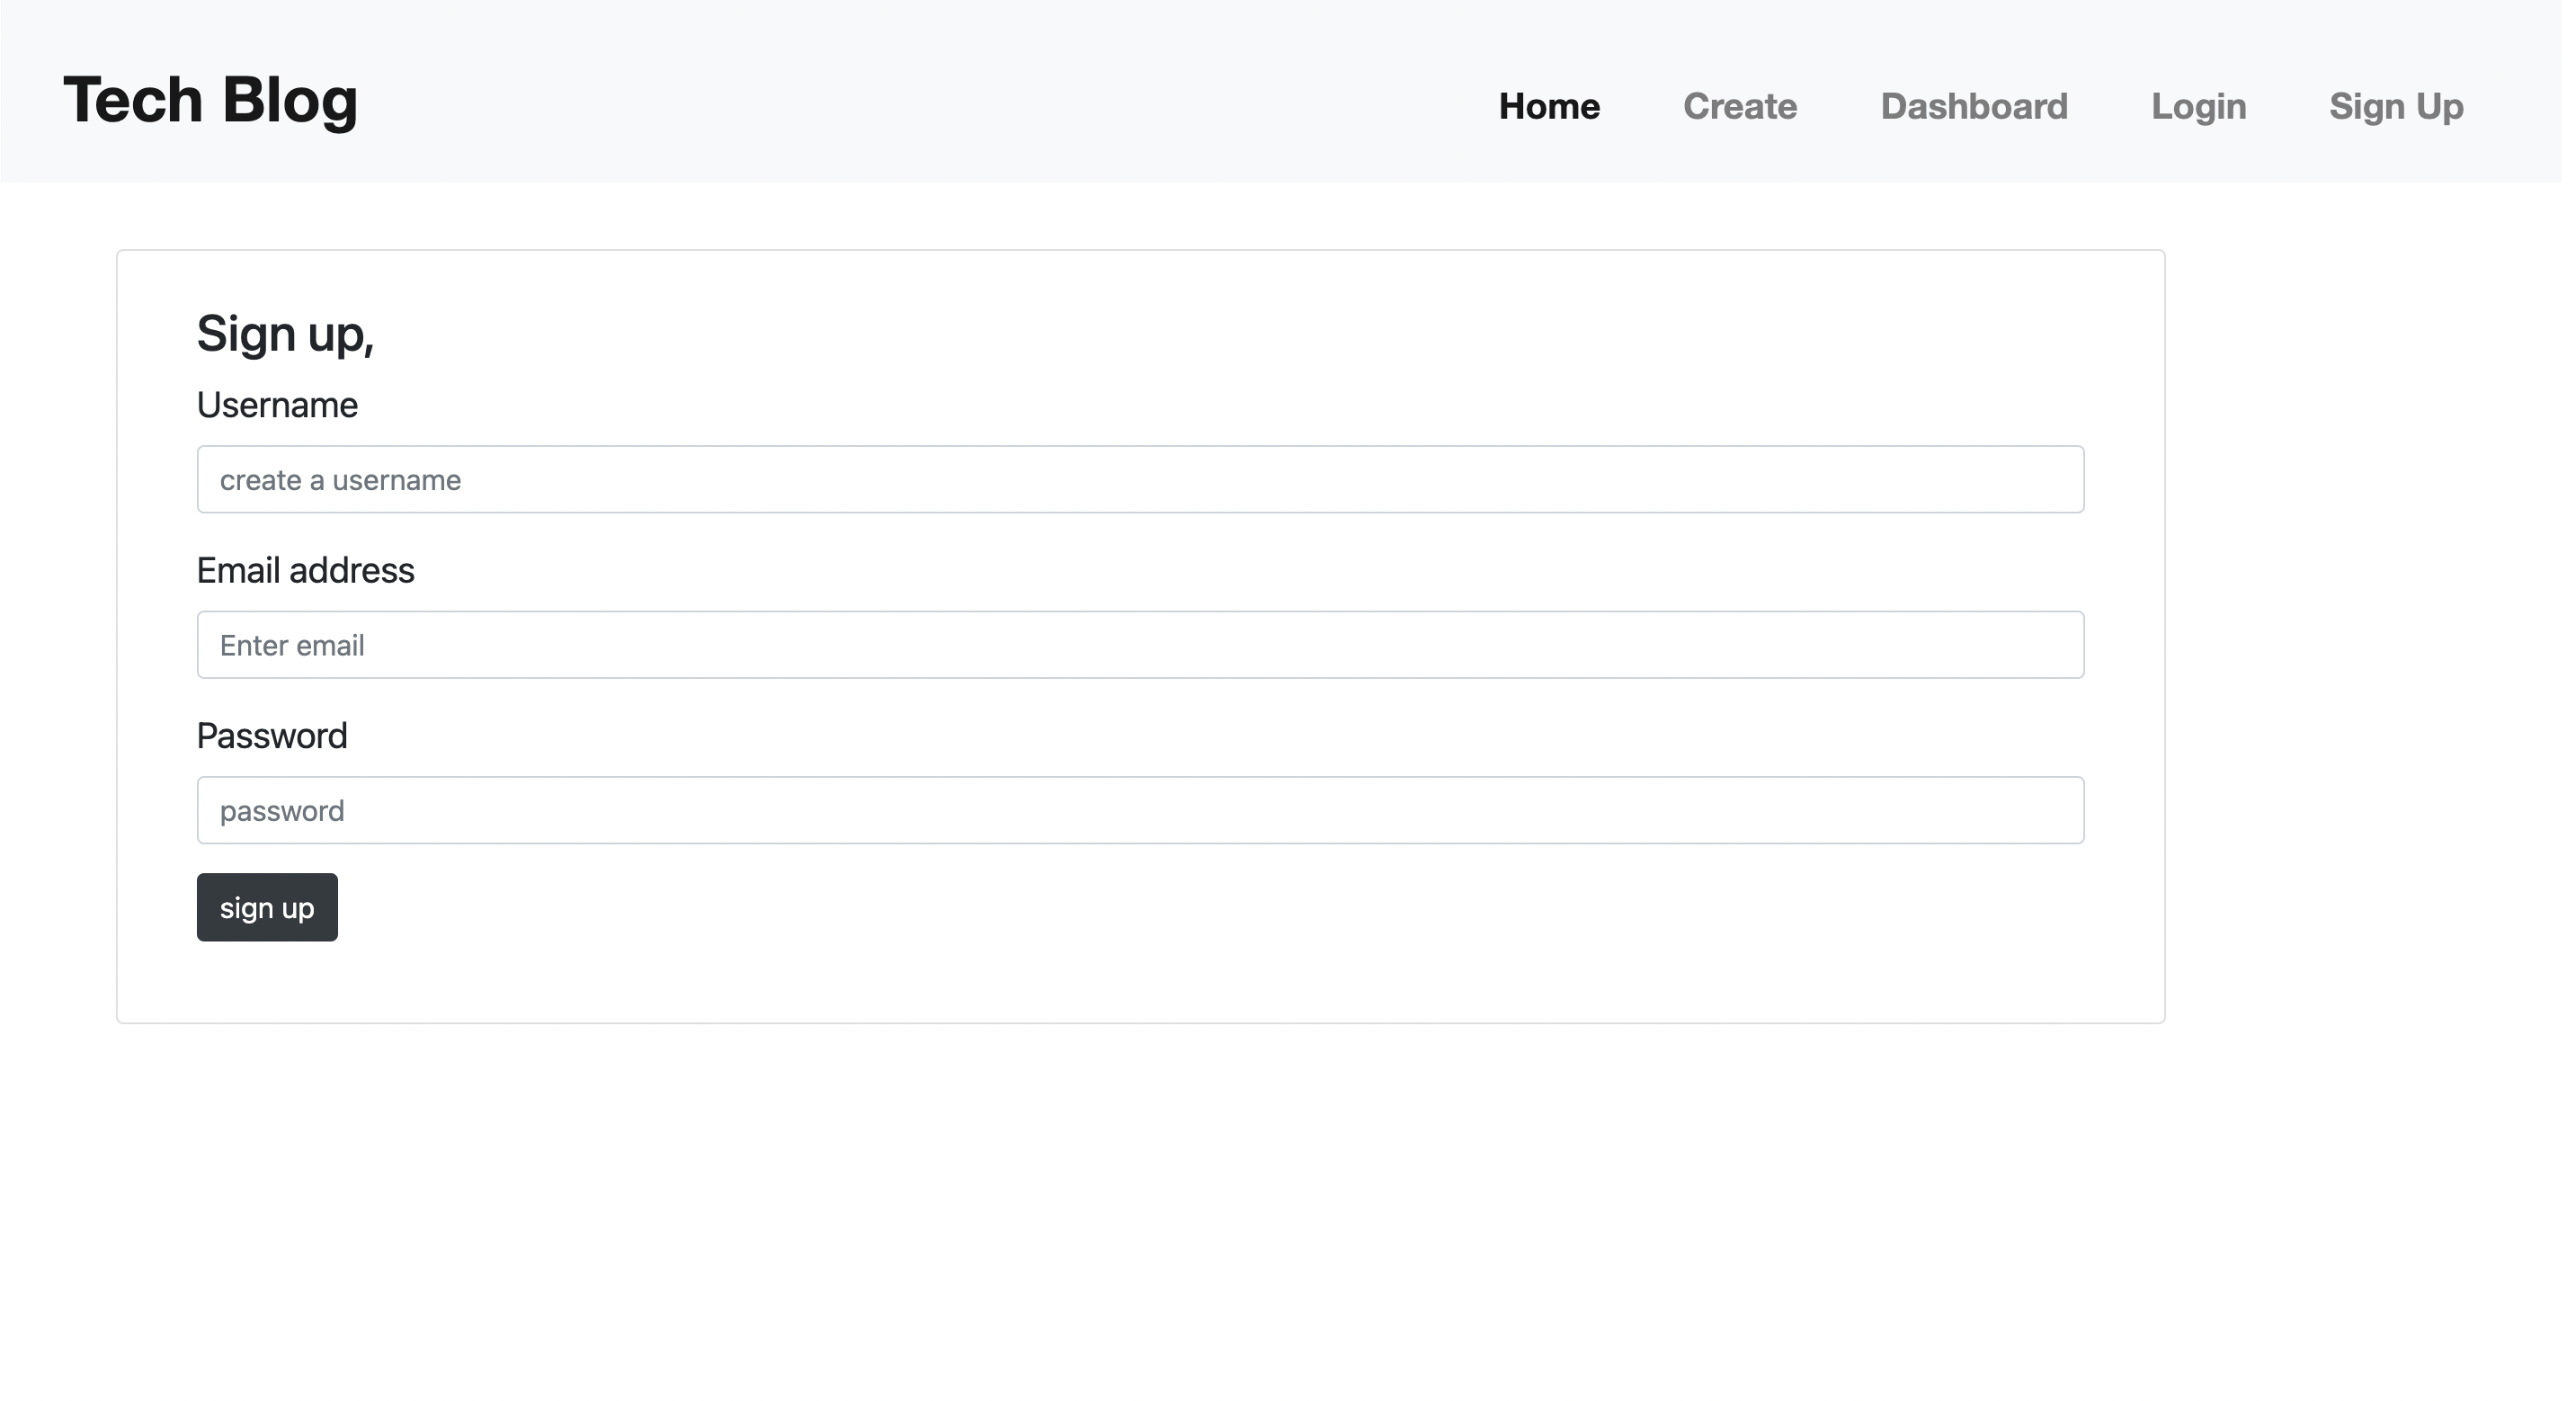 Tech Blog
Home Create Dashboard Login Sign Up
Sign up,
Username
create a username
Email address
Enter email
Password
password
sign up